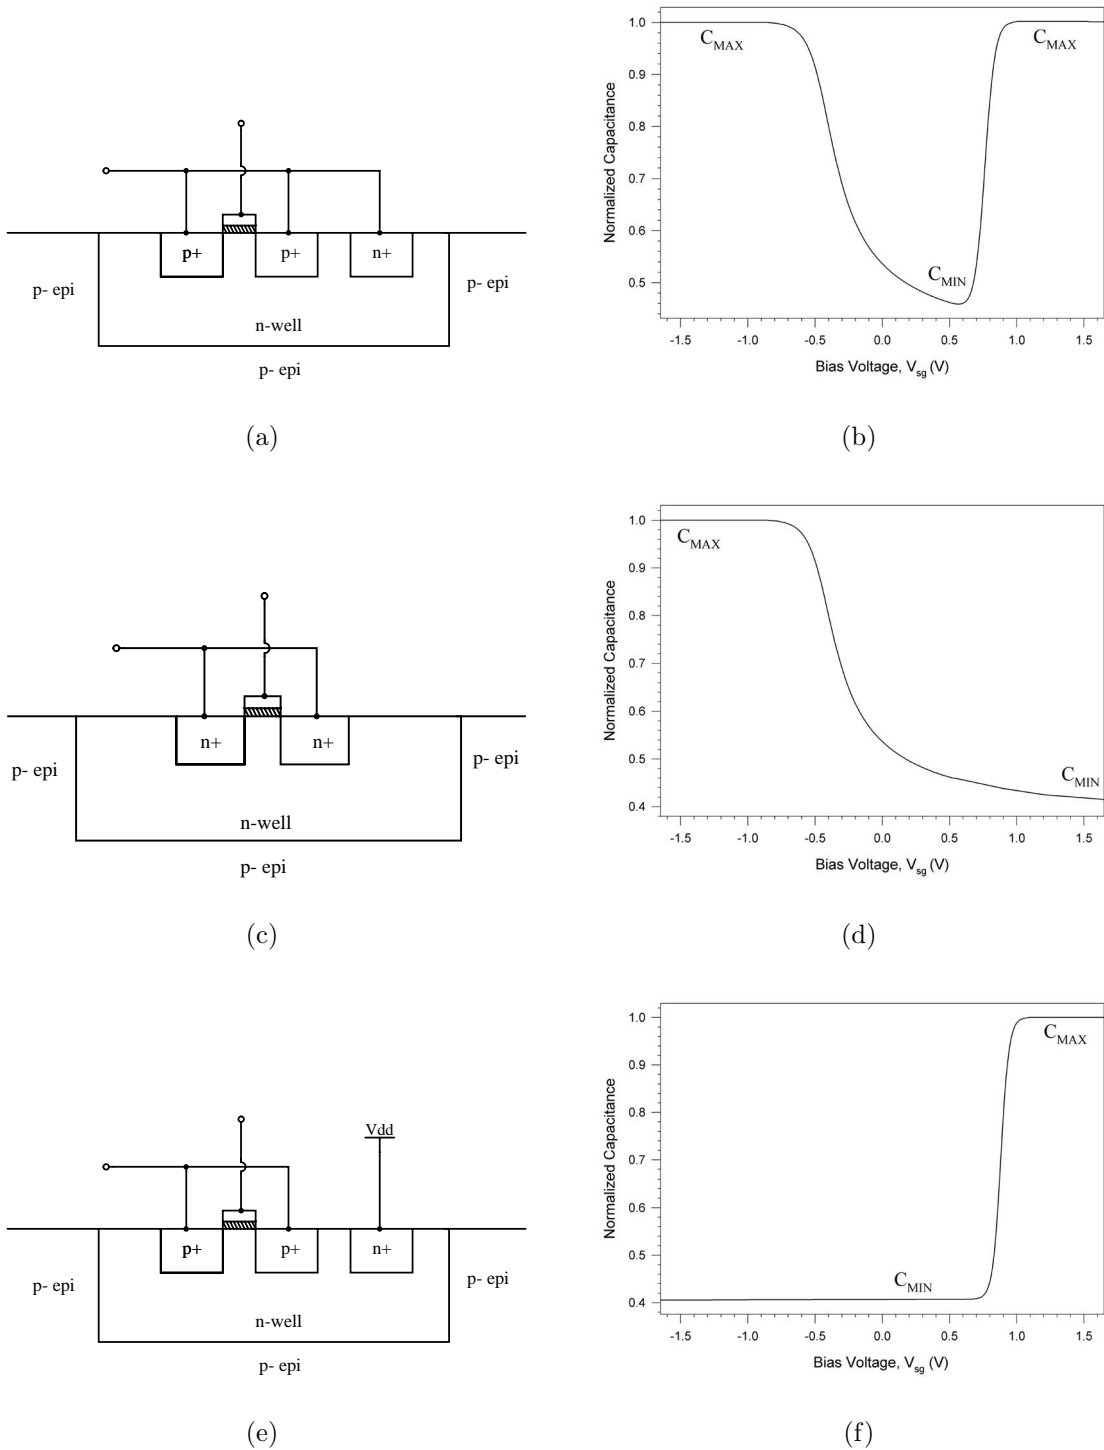 p- epi
p+
p+
n+
p- epi
n-well
p- epi
(a)
Normalized Capacitance
1.0
0.9
0.8
0.7
0.6
0.5
C_MAX
C_MAX
C_MIN
-1.5 -1.0 -0.5 0.0 0.5 1.0 1.5
Bias Voltage, V_sg (V)
(b)
p- epi
n+
n+
p- epi
n-well
p- epi
(c)
Normalized Capacitance
1.0
0.9
0.8
0.7
0.6
0.5
0.4
C_MAX
C_MIN
-1.5 -1.0 -0.5 0.0 0.5 1.0 1.5
Bias Voltage, V_sg (V)
(d)
Vdd
p- epi
p+
p+
n+
p- epi
n-well
p- epi
(e)
Normalized Capacitance
1.0
0.9
0.8
0.7
0.6
0.5
0.4
C_MAX
C_MIN
-1.5 -1.0 -0.5 0.0 0.5 1.0 1.5
Bias Voltage, V_sg (V)
(f)